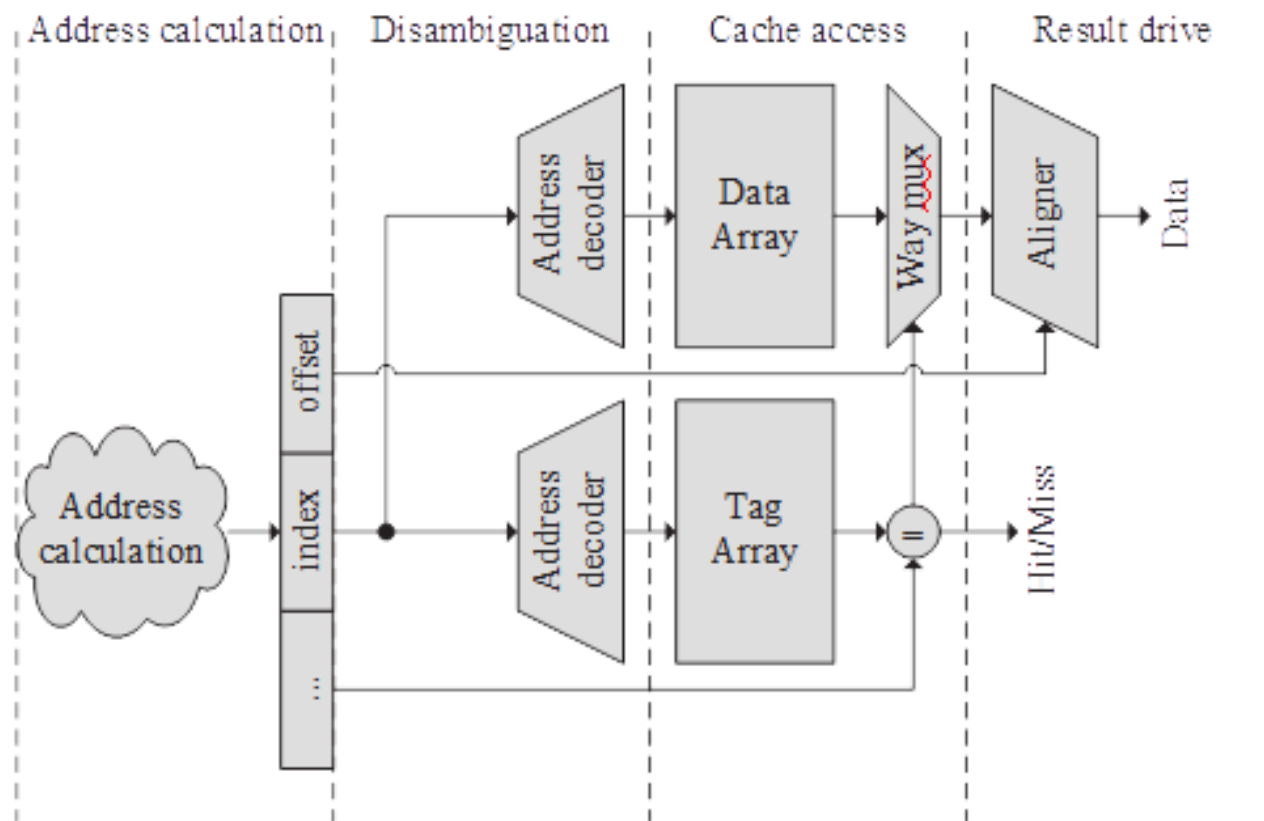 Address calculation
Disambiguation
Cache access
Result drive
Address
decoder
Data
Array
Way mux
Aligner
Data
offset
index
...
Address
calculation
Address
decoder
Tag
Array
=
Hit/Miss